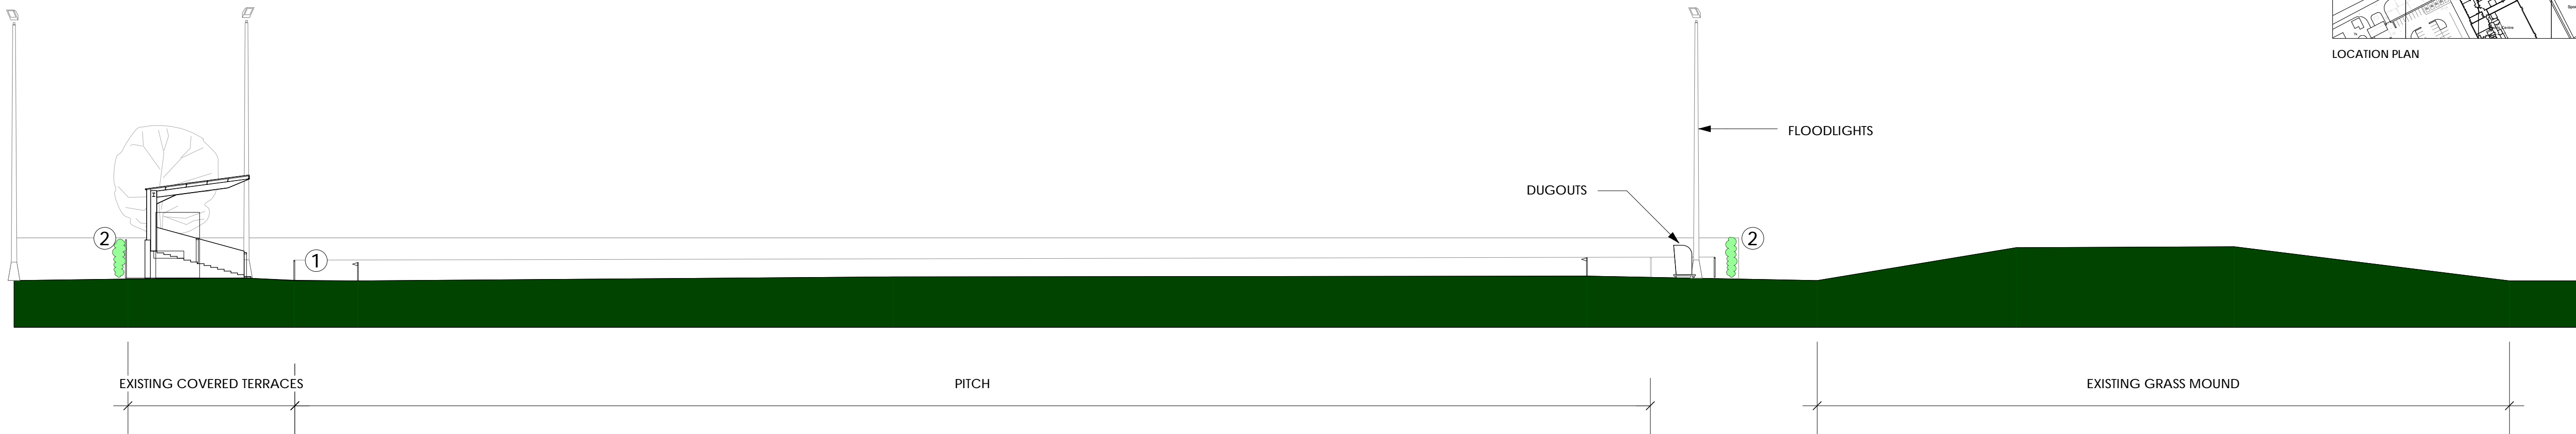 LOCATION PLAN
FLOODLIGHTS
DUGOUTS
2
2
1
EXISTING COVERED TERRACES
PITCH
EXISTING GRASS MOUND